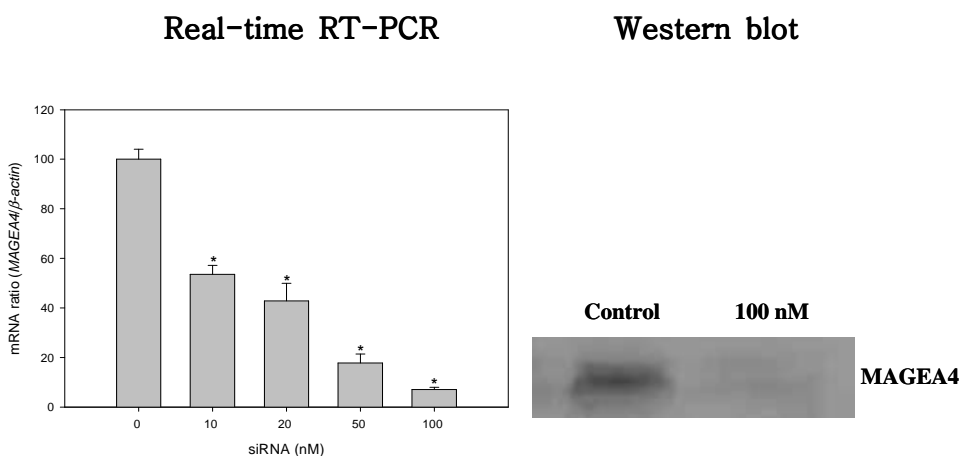 Real-time RT-PCR
Western blot
mRNA ratio (MAGEA4/β-actin)
120
100
80
60
40
20
0
*
*
*
*
0 10 20 50 100
siRNA (nM)
Control 100 nM
MAGEA4